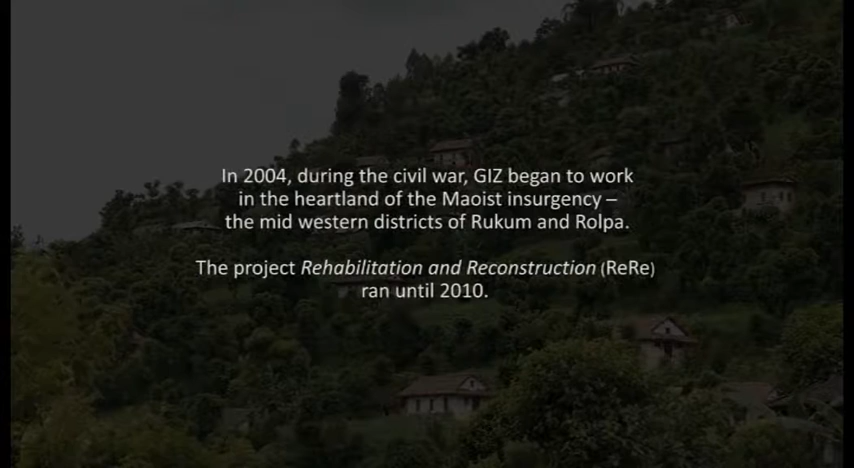 In 2004, during the civil war, GIZ began to work
in the heartland of the Maoist insurgency –
the mid western districts of Rukum and Rolpa.
The project Rehabilitation and Reconstruction (ReRe)
ran until 2010.